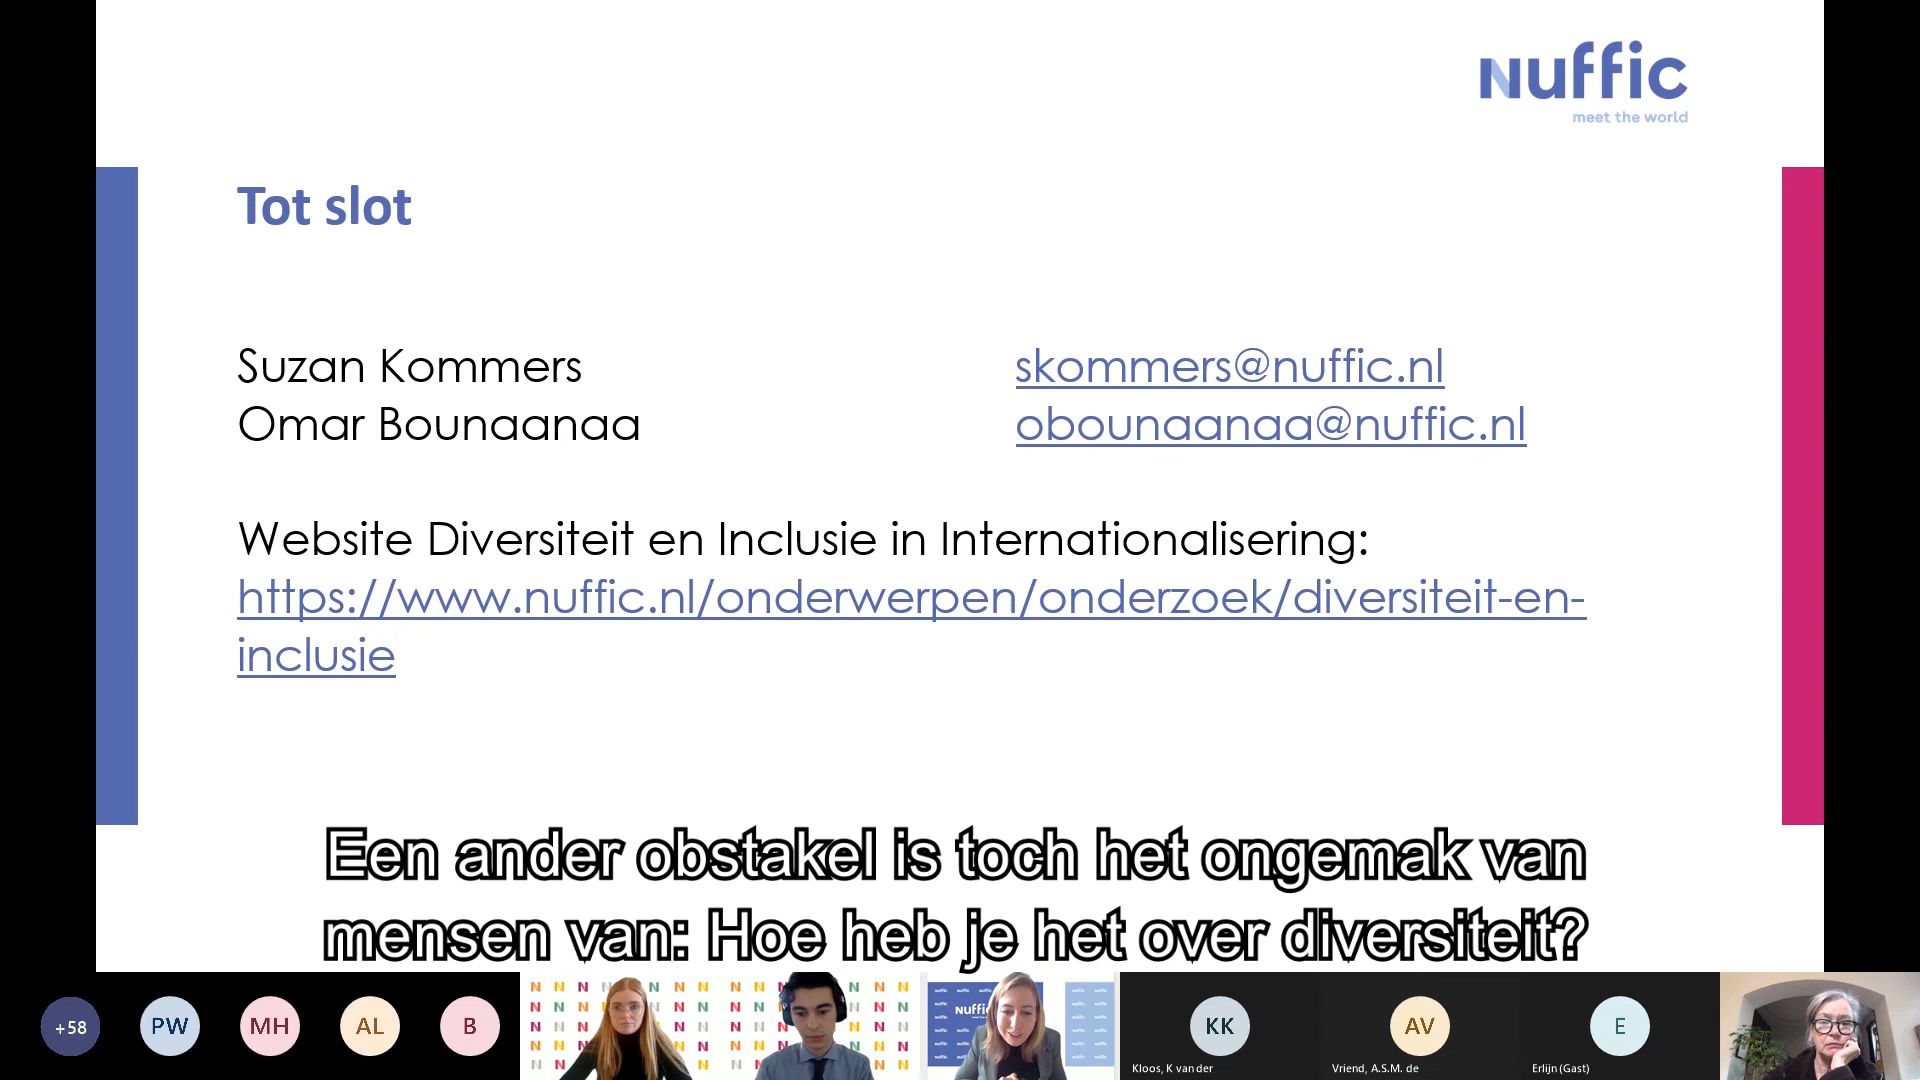 Nuffic
meet the world
Tot slot
Suzan Kommers skommers@nuffic.nl
Omar Bounaanaa obounaanaa@nuffic.nl
Website Diversiteit en Inclusie in Internationalisering:
https://www.nuffic.nl/onderwerpen/onderzoek/diversiteit-en-
inclusie
Een ander obstakel is toch het ongemak van
mensen van: Hoe heb je het over diversiteit?
+58 PW MH AL B KK AV E
Nuffic
Kloos, K van der Vriend, A.S.M. de Erlijn (Gast)